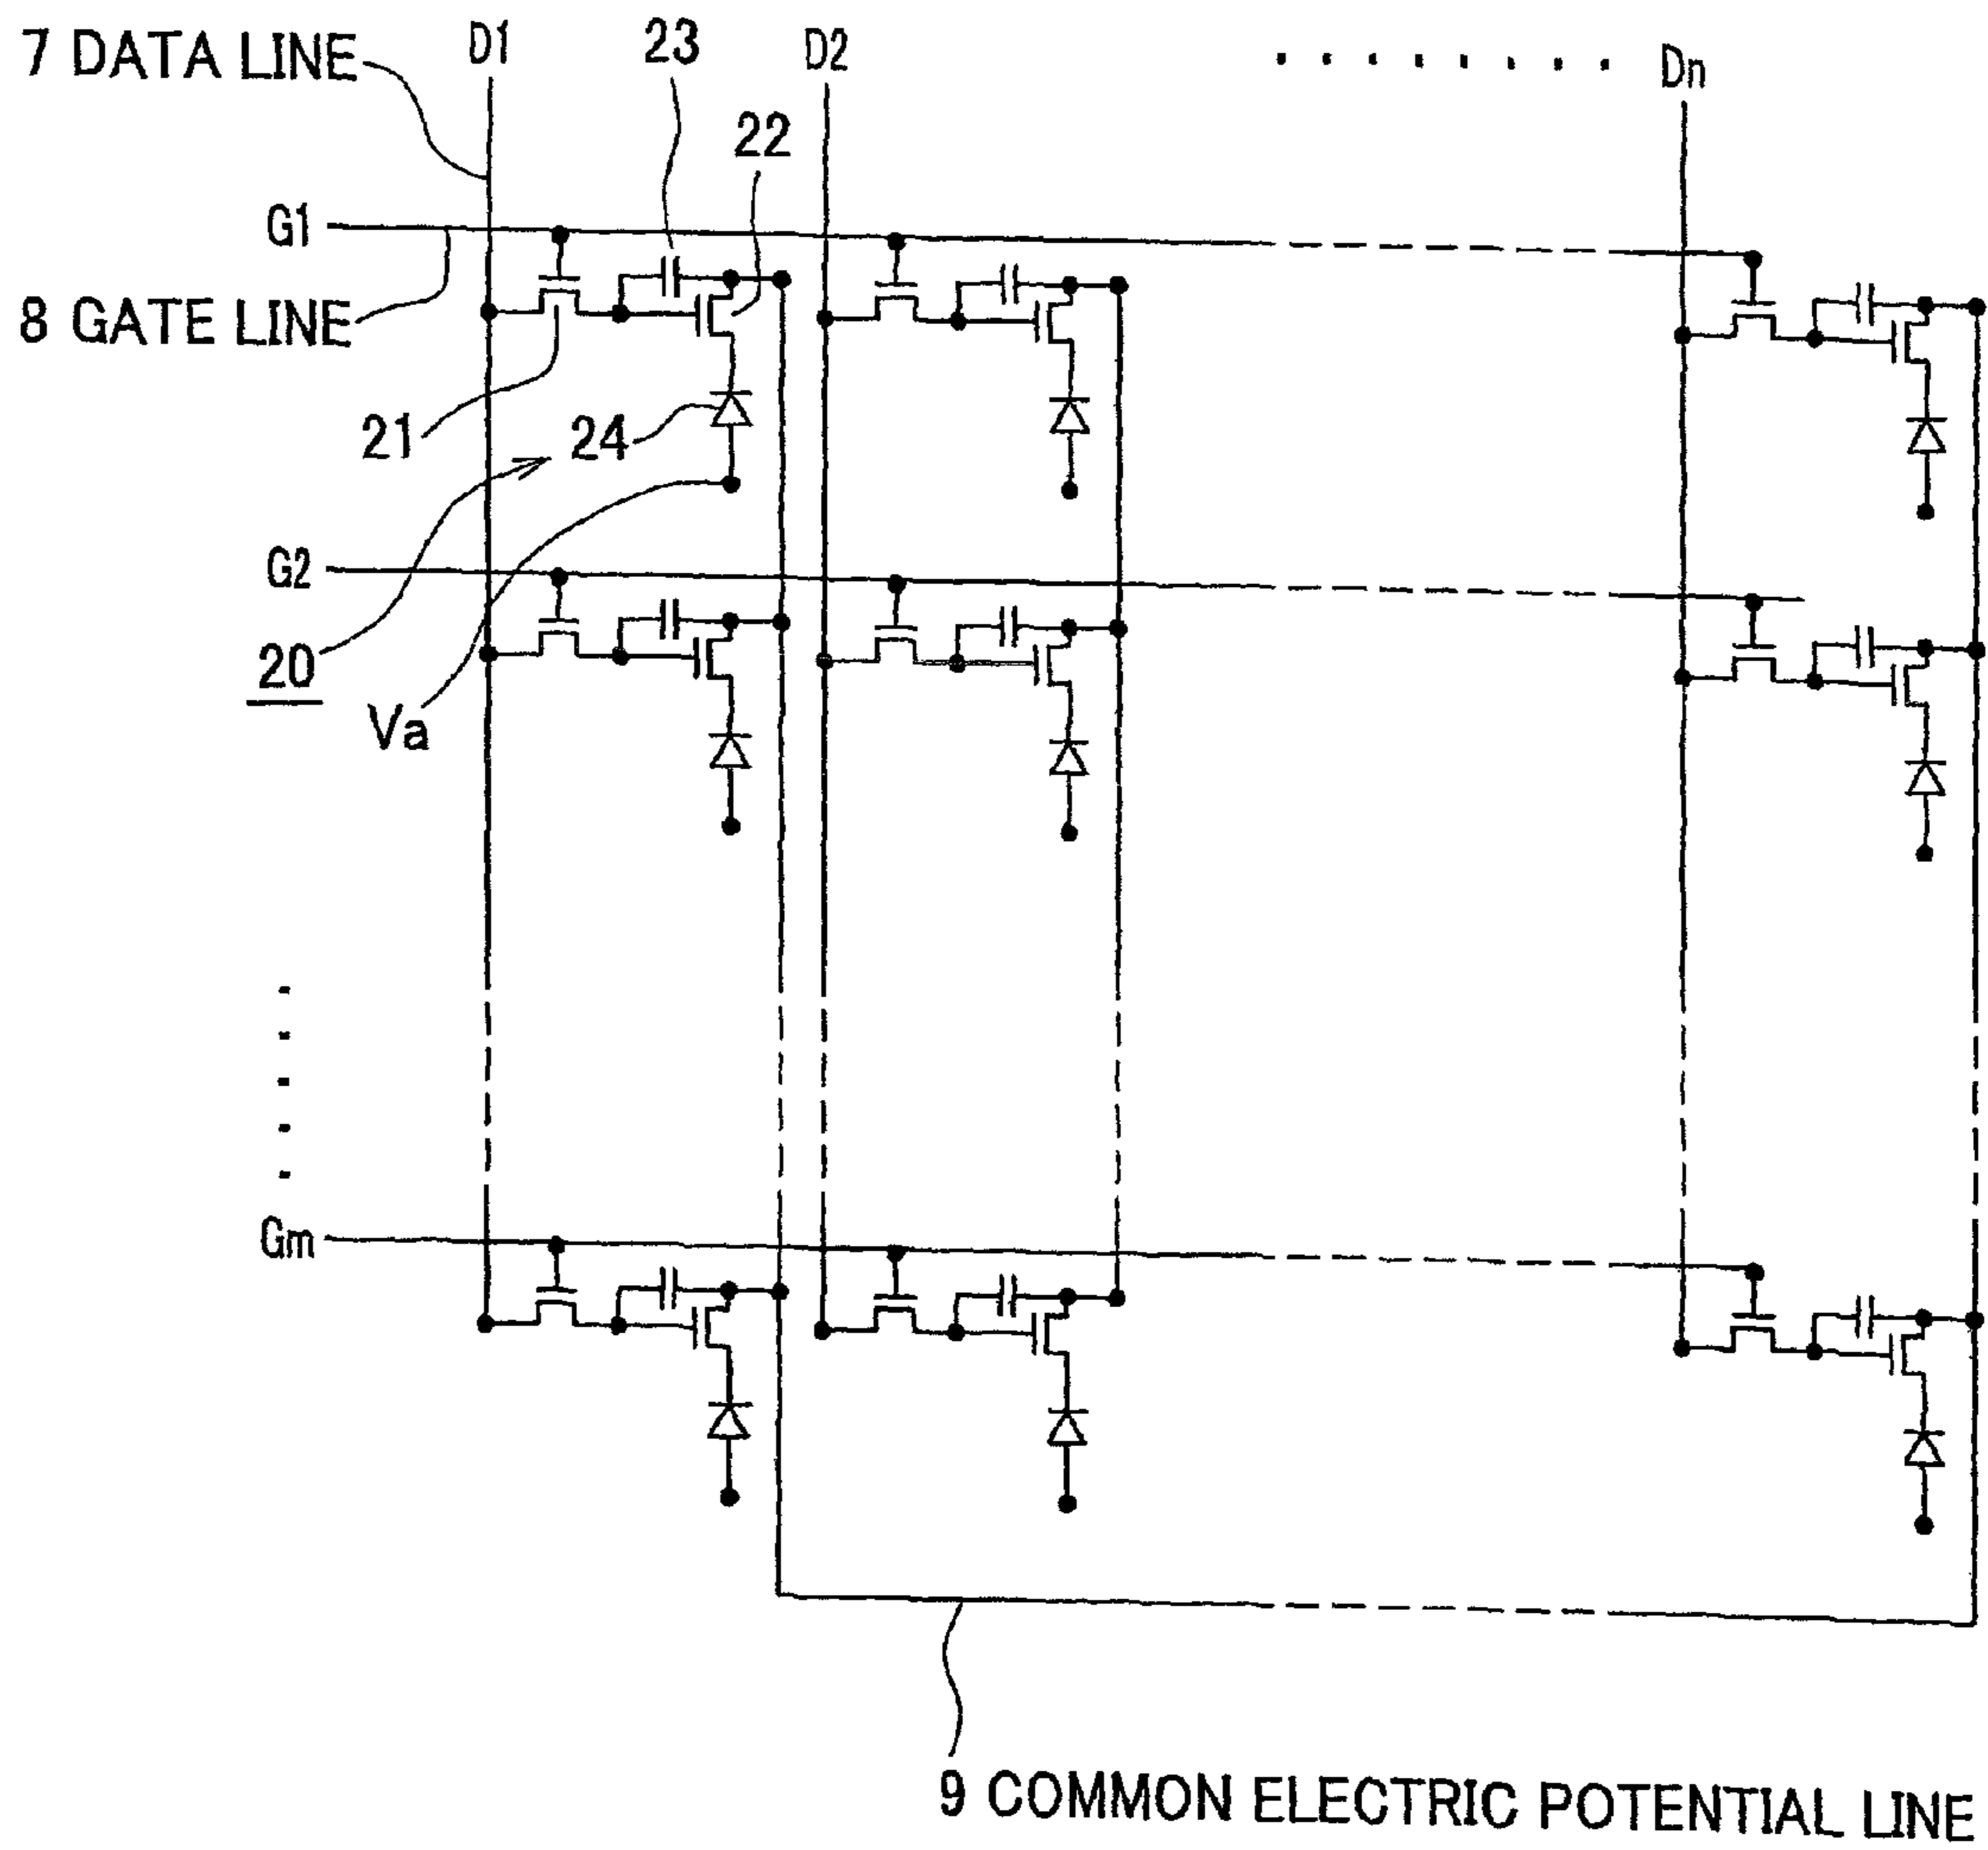 7 DATA LINE
D1
23
D2
Dn
22
G1
8 GATE LINE
21
24
G2
20
Va
Gm
9 COMMON ELECTRIC POTENTIAL LINE